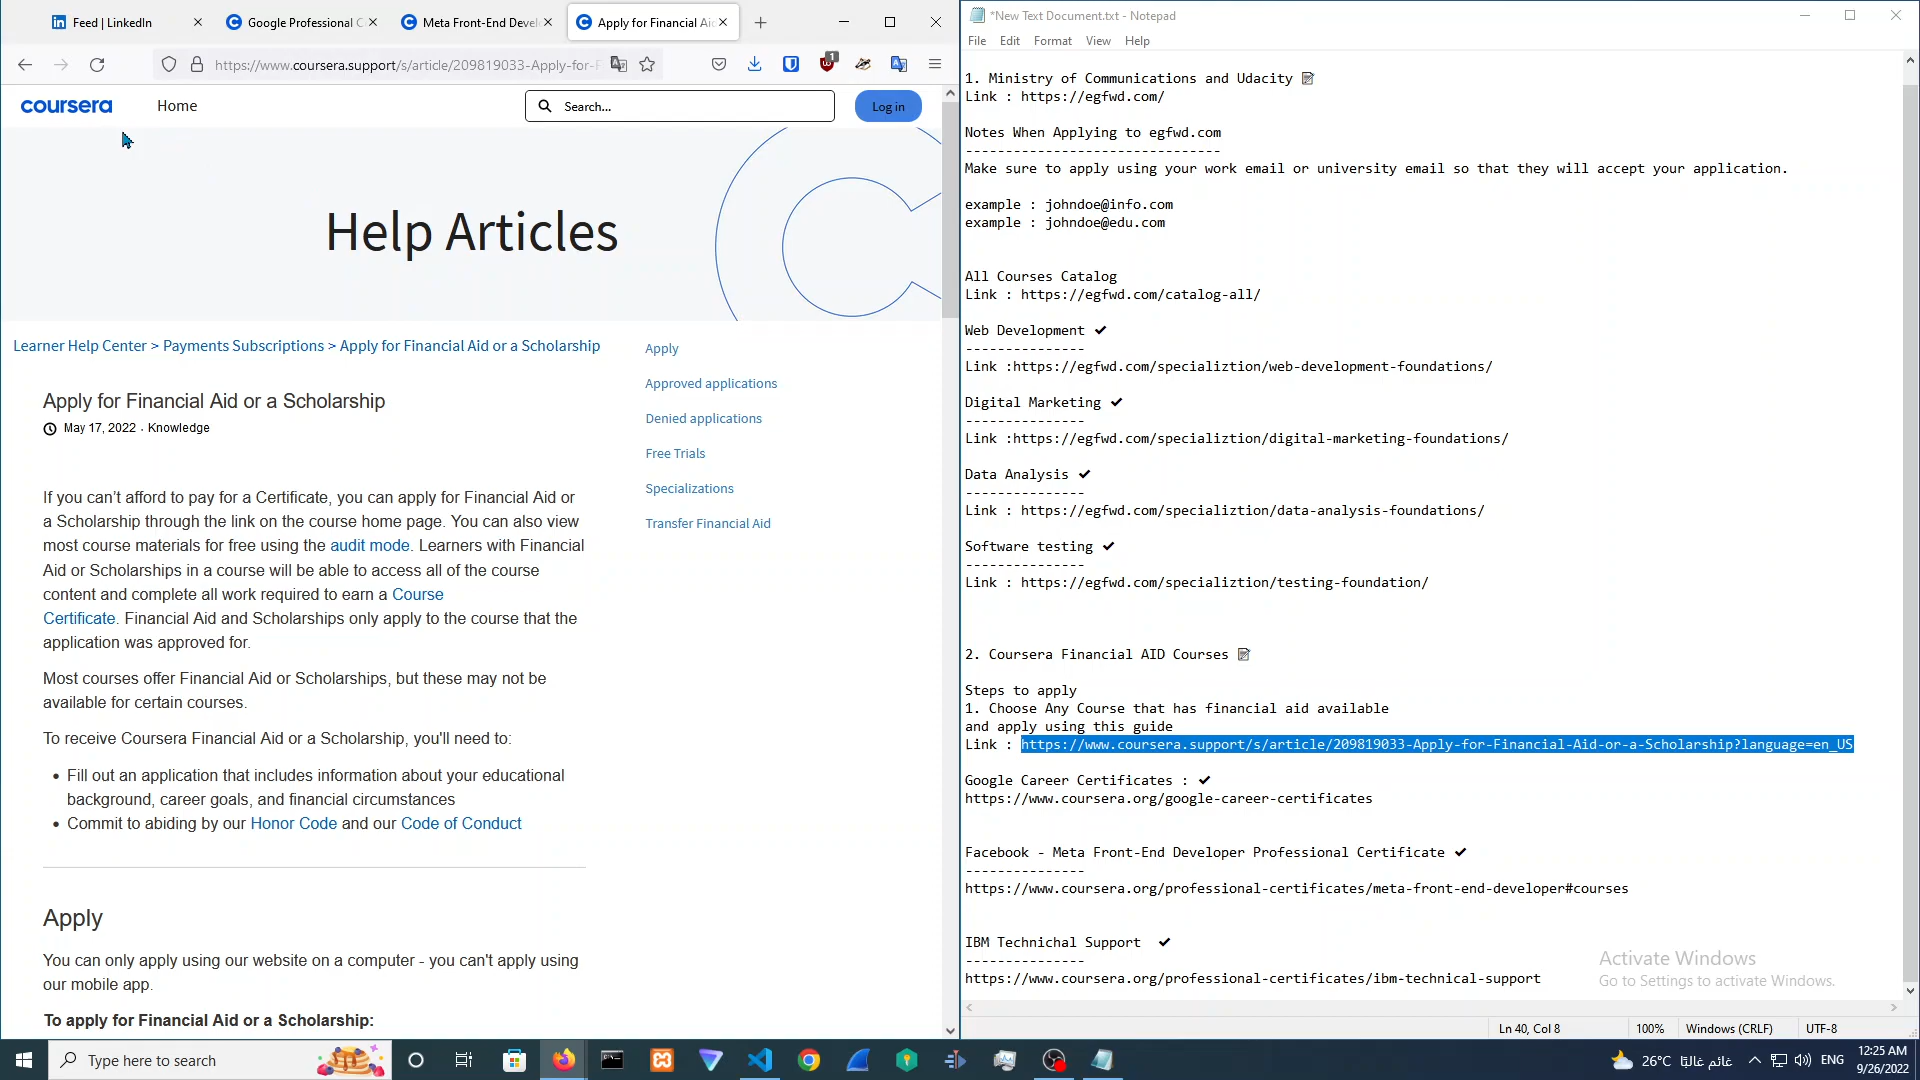 Feed | LinkedIn
Google Professional C
Meta Front-End Devel
Apply for Financial Aid
https://www.coursera.support/s/article/209819033-Apply-for-F
1
coursera
Home
Search...
Log in
Help Articles
Learner Help Center > Payments Subscriptions > Apply for Financial Aid or a Scholarship
Apply for Financial Aid or a Scholarship
May 17, 2022 · Knowledge
If you can’t afford to pay for a Certificate, you can apply for Financial Aid or
a Scholarship through the link on the course home page. You can also view
most course materials for free using the audit mode. Learners with Financial
Aid or Scholarships in a course will be able to access all of the course
content and complete all work required to earn a Course
Certificate. Financial Aid and Scholarships only apply to the course that the
application was approved for.
Most courses offer Financial Aid or Scholarships, but these may not be
available for certain courses.
To receive Coursera Financial Aid or a Scholarship, you'll need to:
• Fill out an application that includes information about your educational
background, career goals, and financial circumstances
• Commit to abiding by our Honor Code and our Code of Conduct
Apply
You can only apply using our website on a computer - you can't apply using
our mobile app.
To apply for Financial Aid or a Scholarship:
Apply
Approved applications
Denied applications
Free Trials
Specializations
Transfer Financial Aid
*New Text Document.txt - Notepad
File Edit Format View Help
1. Ministry of Communications and Udacity 📝
Link : https://egfwd.com/
Notes When Applying to egfwd.com
--------------------------------
Make sure to apply using your work email or university email so that they will accept your application.
example : johndoe@info.com
example : johndoe@edu.com
All Courses Catalog
Link : https://egfwd.com/catalog-all/
Web Development ✔
---------------
Link :https://egfwd.com/specializtion/web-development-foundations/
Digital Marketing ✔
---------------
Link :https://egfwd.com/specializtion/digital-marketing-foundations/
Data Analysis ✔
---------------
Link : https://egfwd.com/specializtion/data-analysis-foundations/
Software testing ✔
---------------
Link : https://egfwd.com/specializtion/testing-foundation/
2. Coursera Financial AID Courses 📝
Steps to apply
1. Choose Any Course that has financial aid available
and apply using this guide
Link : https://www.coursera.support/s/article/209819033-Apply-for-Financial-Aid-or-a-Scholarship?language=en_US
Google Career Certificates : ✔
https://www.coursera.org/google-career-certificates
Facebook - Meta Front-End Developer Professional Certificate ✔
---------------
https://www.coursera.org/professional-certificates/meta-front-end-developer#courses
IBM Technichal Support ✔
---------------
https://www.coursera.org/professional-certificates/ibm-technical-support
Activate Windows
Go to Settings to activate Windows.
Ln 40, Col 8
100%
Windows (CRLF)
UTF-8
Type here to search
26°C غائم غالبًا
ENG
12:25 AM
9/26/2022